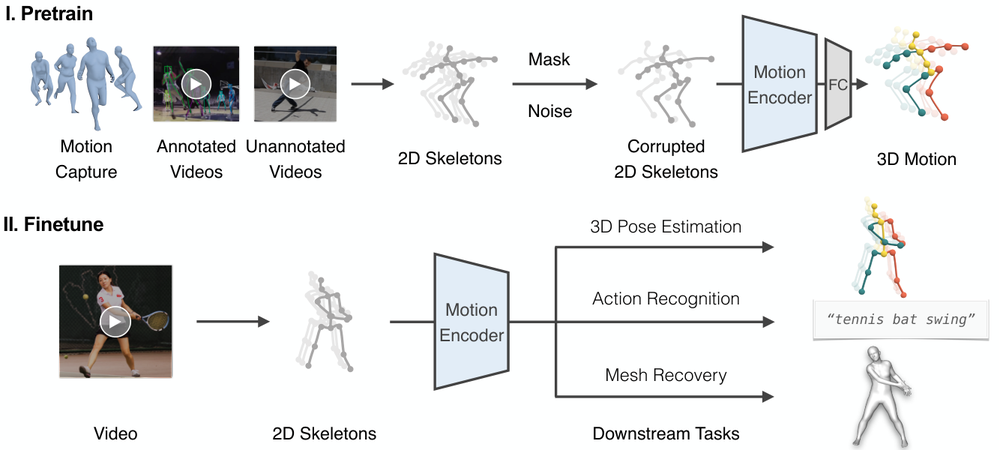 I. Pretrain
Motion
Capture
Annotated
Videos
Unannotated
Videos
2D Skeletons
Mask
Noise
Corrupted
2D Skeletons
Motion
Encoder
FC
3D Motion
II. Finetune
Video
2D Skeletons
Motion
Encoder
3D Pose Estimation
Action Recognition
Mesh Recovery
Downstream Tasks
“tennis bat swing”